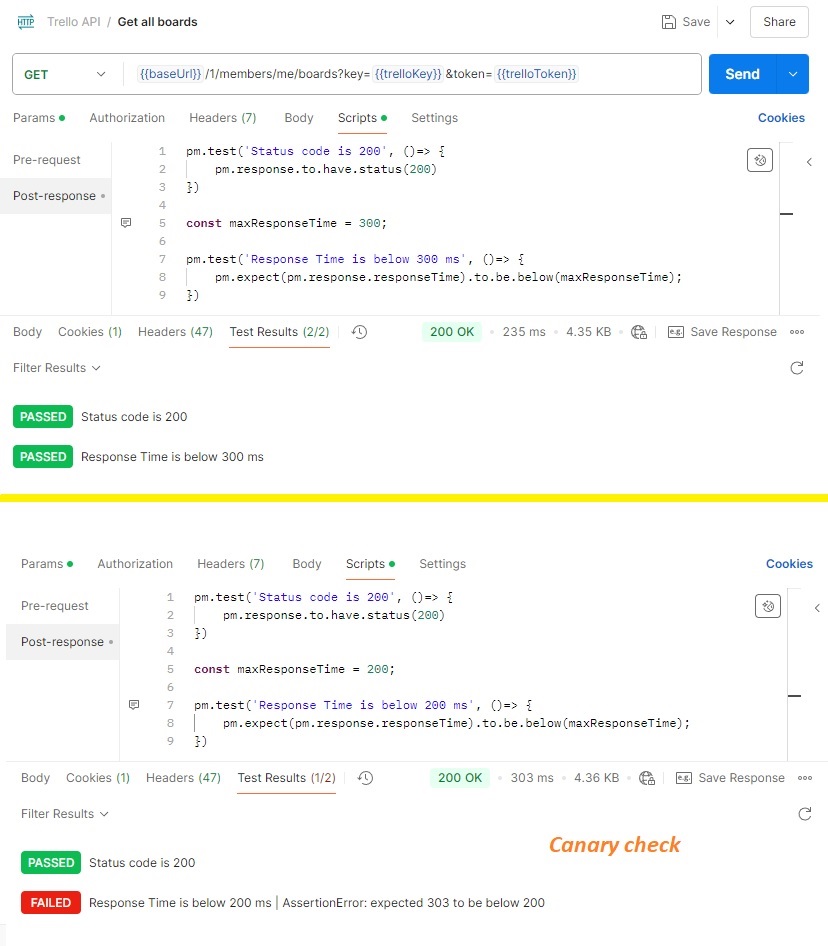 HTTP Trello API / Get all boards Save Share
GET {{baseUrl}} /1/members/me/boards?key= {{trelloKey}} &token= {{trelloToken}} Send
Params Authorization Headers (7) Body Scripts Settings Cookies
Pre-request
Post-response
1 pm.test('Status code is 200', ()=> {
2 pm.response.to.have.status(200)
3 })
4
5 const maxResponseTime = 300;
6
7 pm.test('Response Time is below 300 ms', ()=> {
8 pm.expect(pm.response.responseTime).to.be.below(maxResponseTime);
9 })
Body Cookies (1) Headers (47) Test Results (2/2) 200 OK 235 ms 4.35 KB e.g. Save Response
Filter Results
PASSED Status code is 200
PASSED Response Time is below 300 ms
Params Authorization Headers (7) Body Scripts Settings Cookies
Pre-request
Post-response
1 pm.test('Status code is 200', ()=> {
2 pm.response.to.have.status(200)
3 })
4
5 const maxResponseTime = 200;
6
7 pm.test('Response Time is below 200 ms', ()=> {
8 pm.expect(pm.response.responseTime).to.be.below(maxResponseTime);
9 })
Body Cookies (1) Headers (47) Test Results (1/2) 200 OK 303 ms 4.36 KB e.g. Save Response
Filter Results
Canary check
PASSED Status code is 200
FAILED Response Time is below 200 ms | AssertionError: expected 303 to be below 200